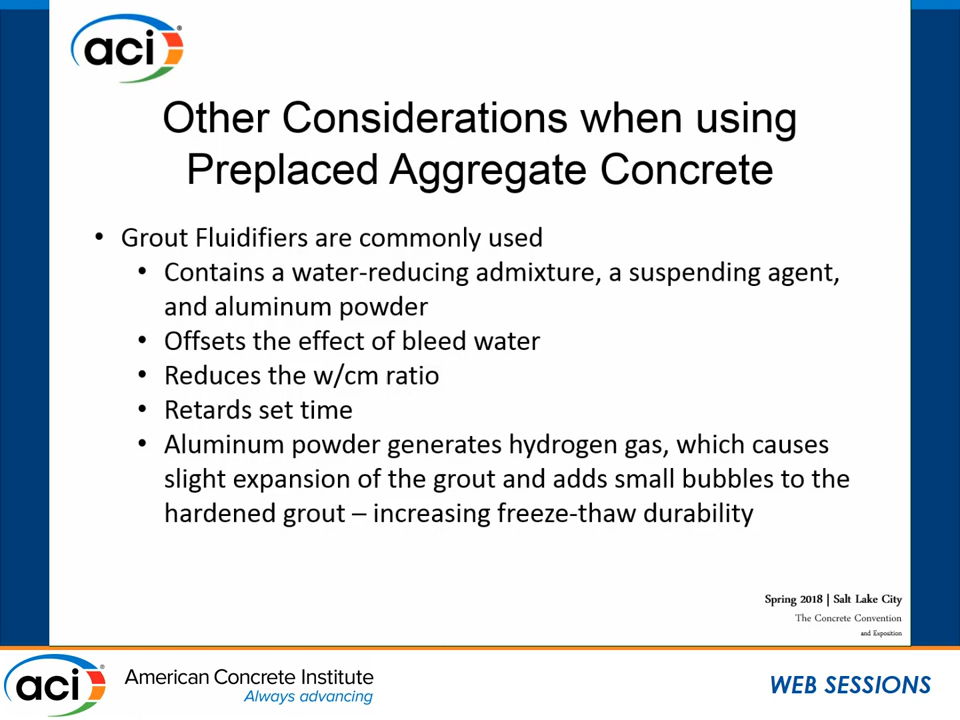 aci®
Other Considerations when using
Preplaced Aggregate Concrete
• Grout Fluidifiers are commonly used
• Contains a water-reducing admixture, a suspending agent,
and aluminum powder
• Offsets the effect of bleed water
• Reduces the w/cm ratio
• Retards set time
• Aluminum powder generates hydrogen gas, which causes
slight expansion of the grout and adds small bubbles to the
hardened grout – increasing freeze-thaw durability
Spring 2018 | Salt Lake City
The Concrete Convention
and Exposition
aci®
American Concrete Institute
Always advancing
WEB SESSIONS